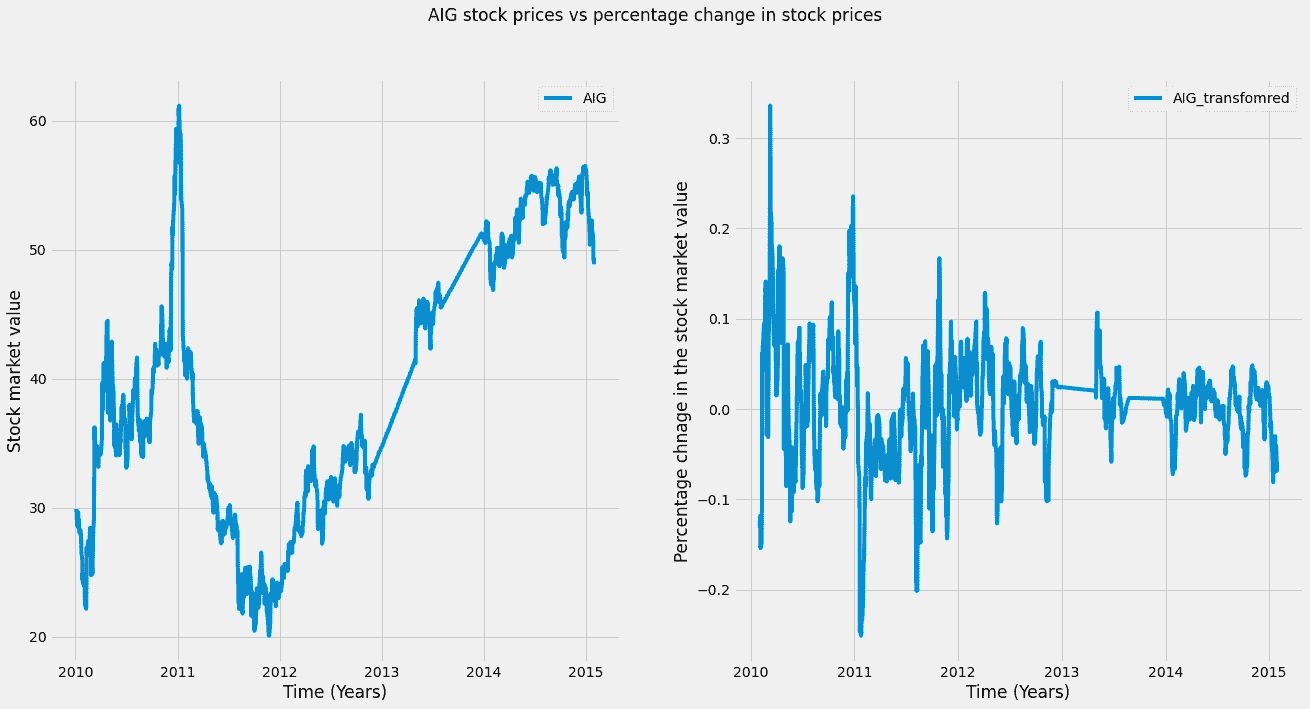 AIG stock prices vs percentage change in stock prices
AIG
60
50
40
30
20
Stock market value
2010 2011 2012 2013 2014 2015
Time (Years)
AIG_transfomred
0.3
0.2
0.1
0.0
−0.1
−0.2
Percentage chnage in the stock market value
2010 2011 2012 2013 2014 2015
Time (Years)